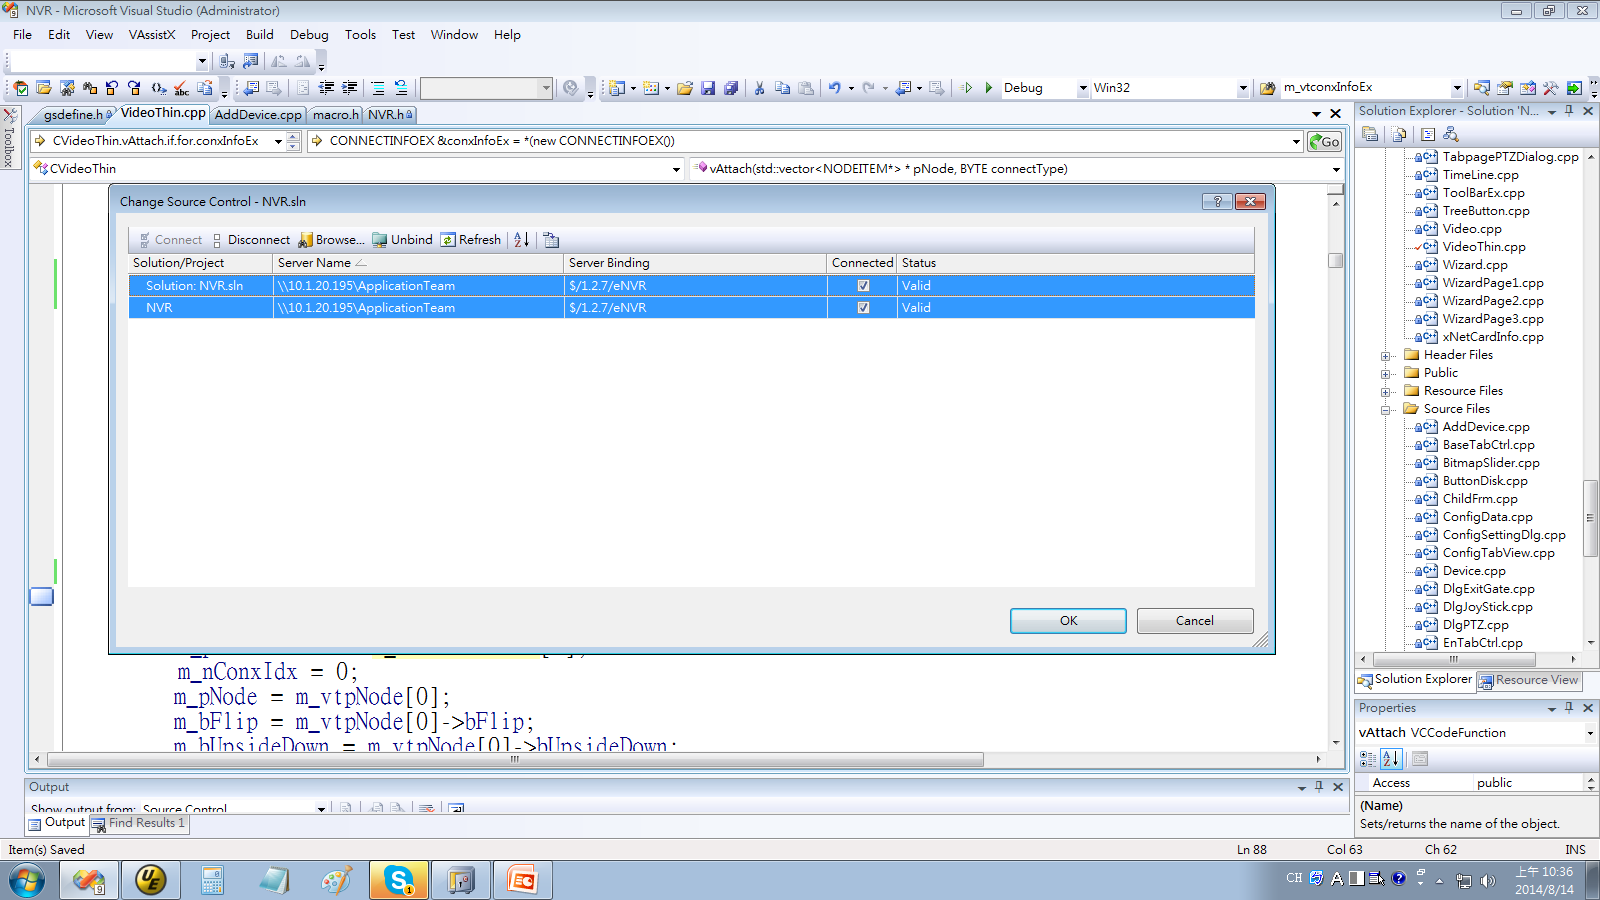 NVR - Microsoft Visual Studio (Administrator)
File Edit View VAssistX Project Build Debug Tools Test Window Help
Debug Win32 m_vtconxInfoEx
gsdefine.h VideoThin.cpp AddDevice.cpp macro.h NVR.h
CVideoThin.vAttach.if.for.conxInfoEx CONNECTINFOEX &conxInfoEx = *(new CONNECTINFOEX()) Go
CVideoThin vAttach(std::vector<NODEITEM*> * pNode, BYTE connectType)
Toolbox
Change Source Control - NVR.sln
Connect Disconnect Browse... Unbind Refresh
Solution/Project Server Name Server Binding Connected Status
Solution: NVR.sln \\10.1.20.195\ApplicationTeam $/1.2.7/eNVR Valid
NVR \\10.1.20.195\ApplicationTeam $/1.2.7/eNVR Valid
OK Cancel
m_nConxIdx = 0;
m_pNode = m_vtpNode[0];
m_bFlip = m_vtpNode[0]->bFlip;
m_bUpsideDown = m_vtpNode[0]->bUpsideDown;
Output
Show output from: Source Control
Output Find Results 1
Solution Explorer - Solution 'N...
TabpagePTZDialog.cpp
TimeLine.cpp
ToolBarEx.cpp
TreeButton.cpp
Video.cpp
VideoThin.cpp
Wizard.cpp
WizardPage1.cpp
WizardPage2.cpp
WizardPage3.cpp
xNetCardInfo.cpp
Header Files
Public
Resource Files
Source Files
AddDevice.cpp
BaseTabCtrl.cpp
BitmapSlider.cpp
ButtonDisk.cpp
ChildFrm.cpp
ConfigData.cpp
ConfigSettingDlg.cpp
ConfigTabView.cpp
Device.cpp
DlgExitGate.cpp
DlgJoyStick.cpp
DlgPTZ.cpp
EnTabCtrl.cpp
Solution Explorer Resource View
Properties
vAttach VCCodeFunction
Access public
(Name)
Sets/returns the name of the object.
Item(s) Saved Ln 88 Col 63 Ch 62 INS
CH A 上午 10:36
2014/8/14